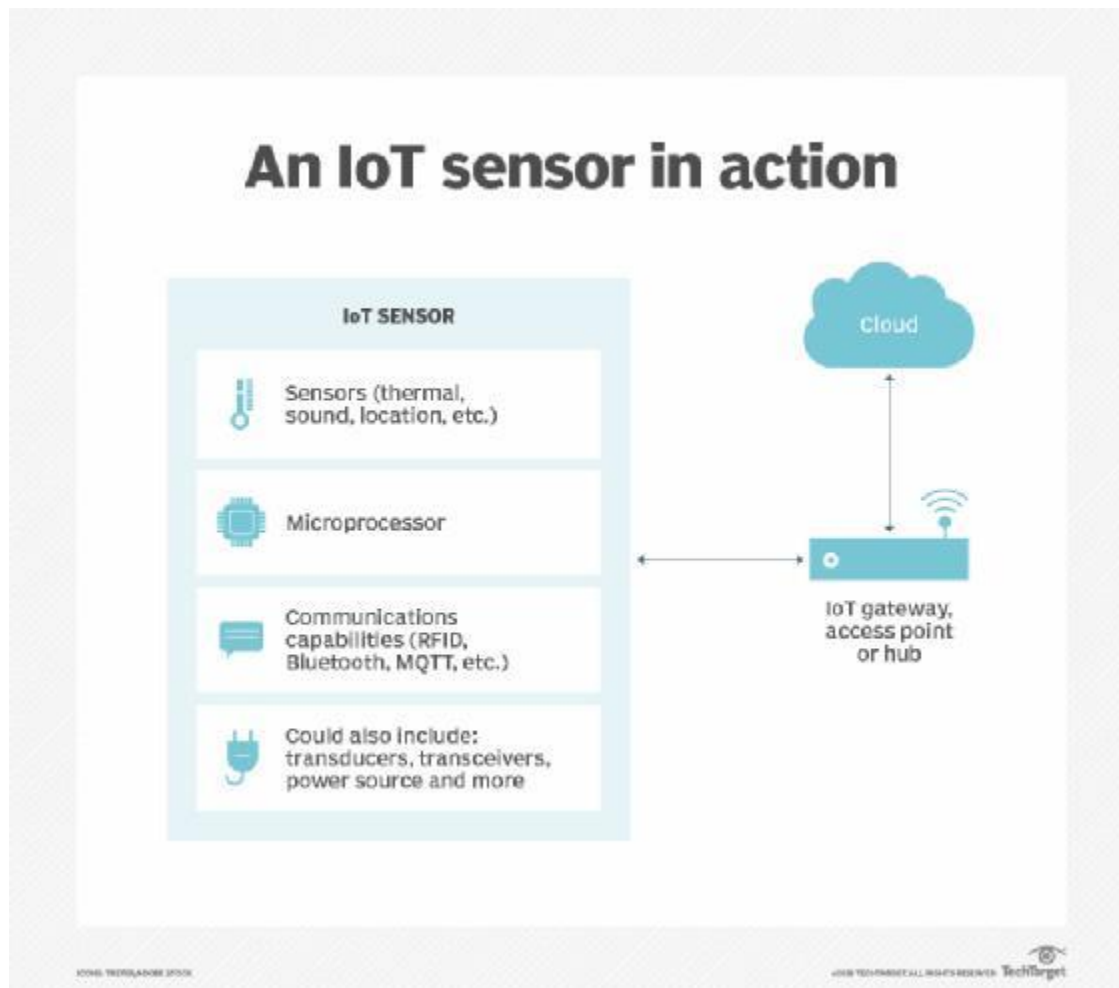 An IoT sensor in action
IoT SENSOR
Sensors (thermal,
sound, location, etc.)
Microprocessor
Communications
capabilities (RFID,
Bluetooth, MQTT, etc.)
Could also include:
transducers, transceivers,
power source and more
Cloud
IoT gateway,
access point
or hub
TechTarget